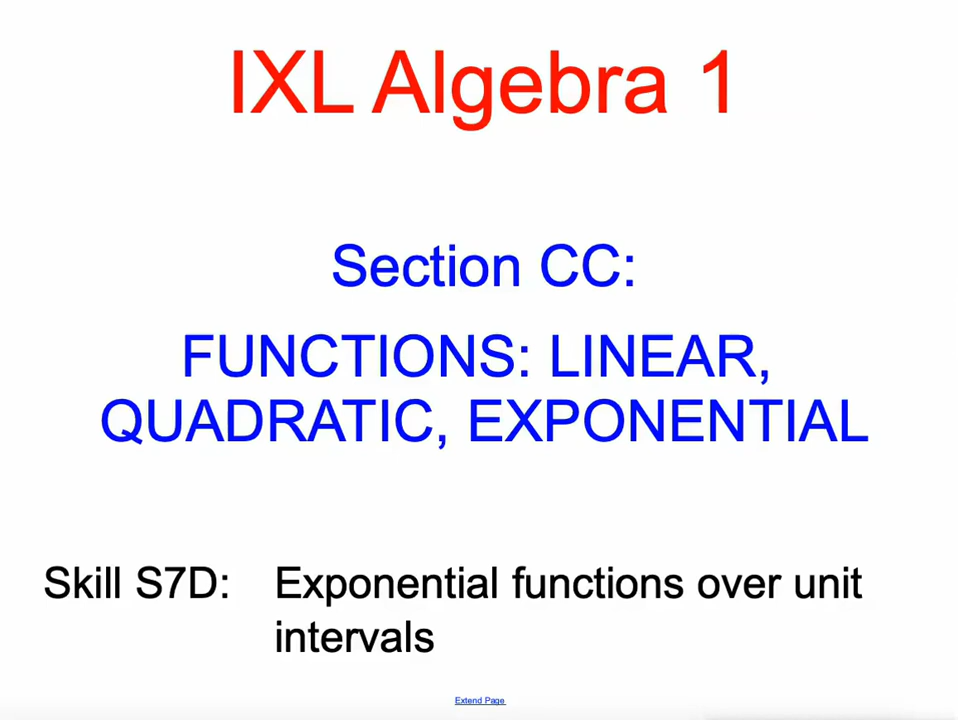 IXL Algebra 1
Section CC:
FUNCTIONS: LINEAR,
QUADRATIC, EXPONENTIAL
Skill S7D: Exponential functions over unit
intervals
Extend Page